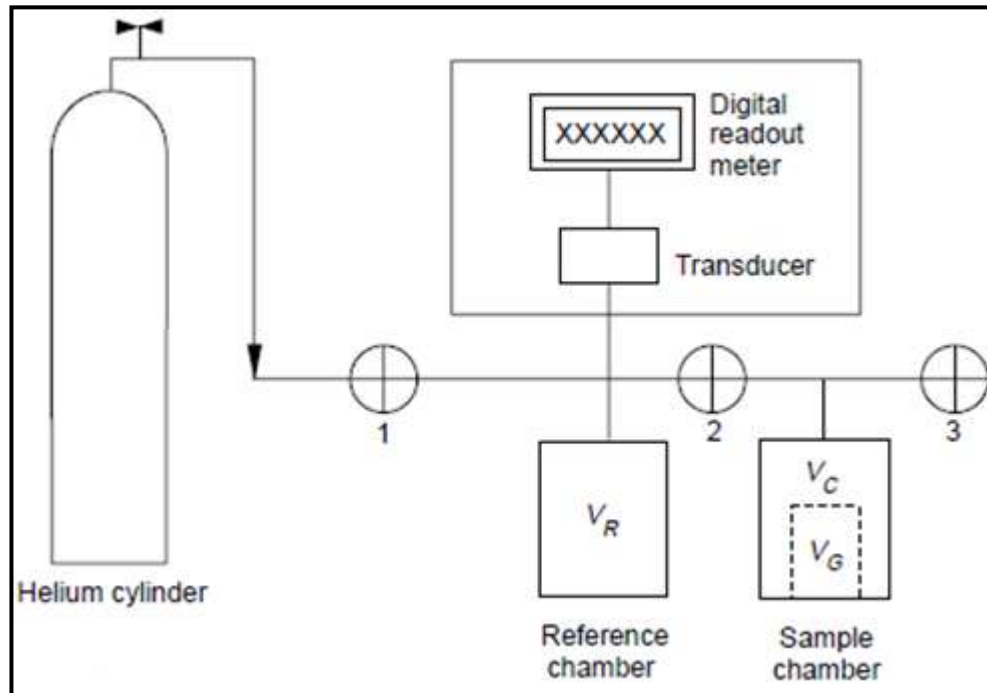 XXXXXX
Digital
readout
meter
Transducer
1
2
3
V_R
V_C
V_G
Helium cylinder
Reference
chamber
Sample
chamber